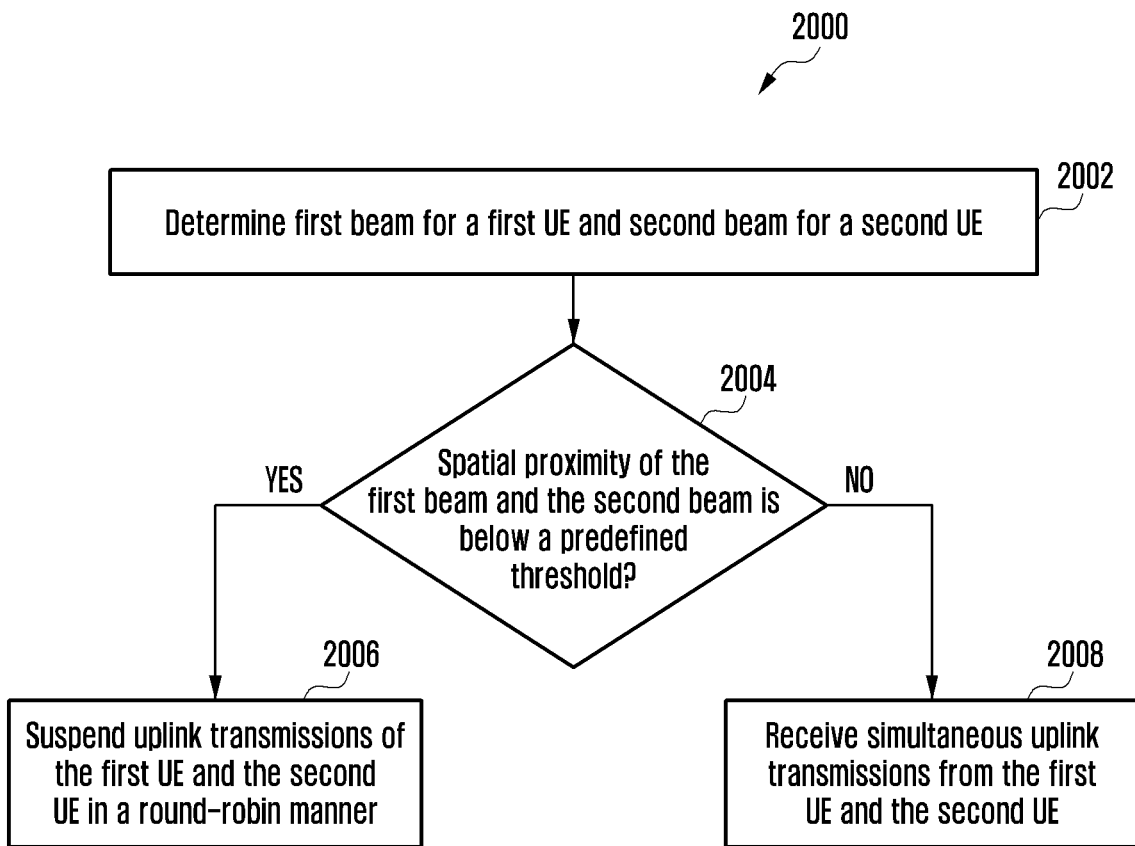 2000
2002
Determine first beam for a first UE and second beam for a second UE
2004
Spatial proximity of the
first beam and the second beam is
below a predefined
threshold?
YES
NO
2006
Suspend uplink transmissions of
the first UE and the second
UE in a round-robin manner
2008
Receive simultaneous uplink
transmissions from the first
UE and the second UE